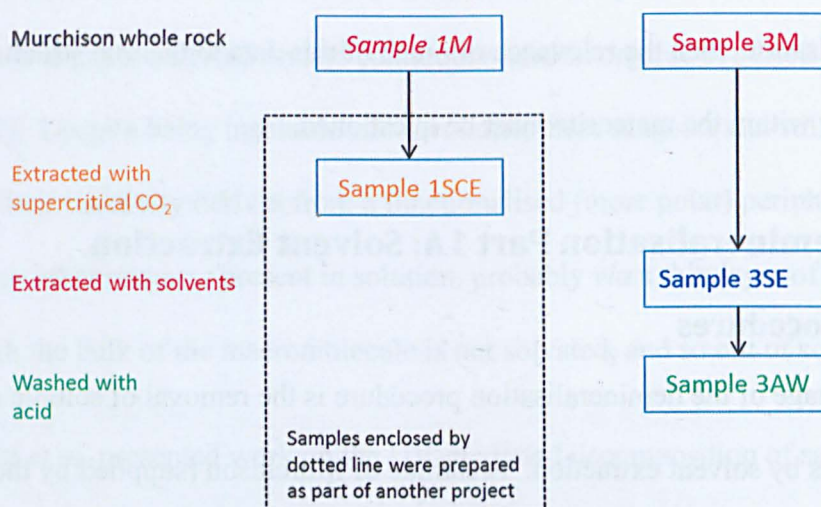 Murchison whole rock
Sample 1M
Sample 3M
Extracted with
supercritical CO₂
Sample 1SCE
Extracted with solvents
Sample 3SE
Washed with
acid
Sample 3AW
Samples enclosed by
dotted line were prepared
as part of another project